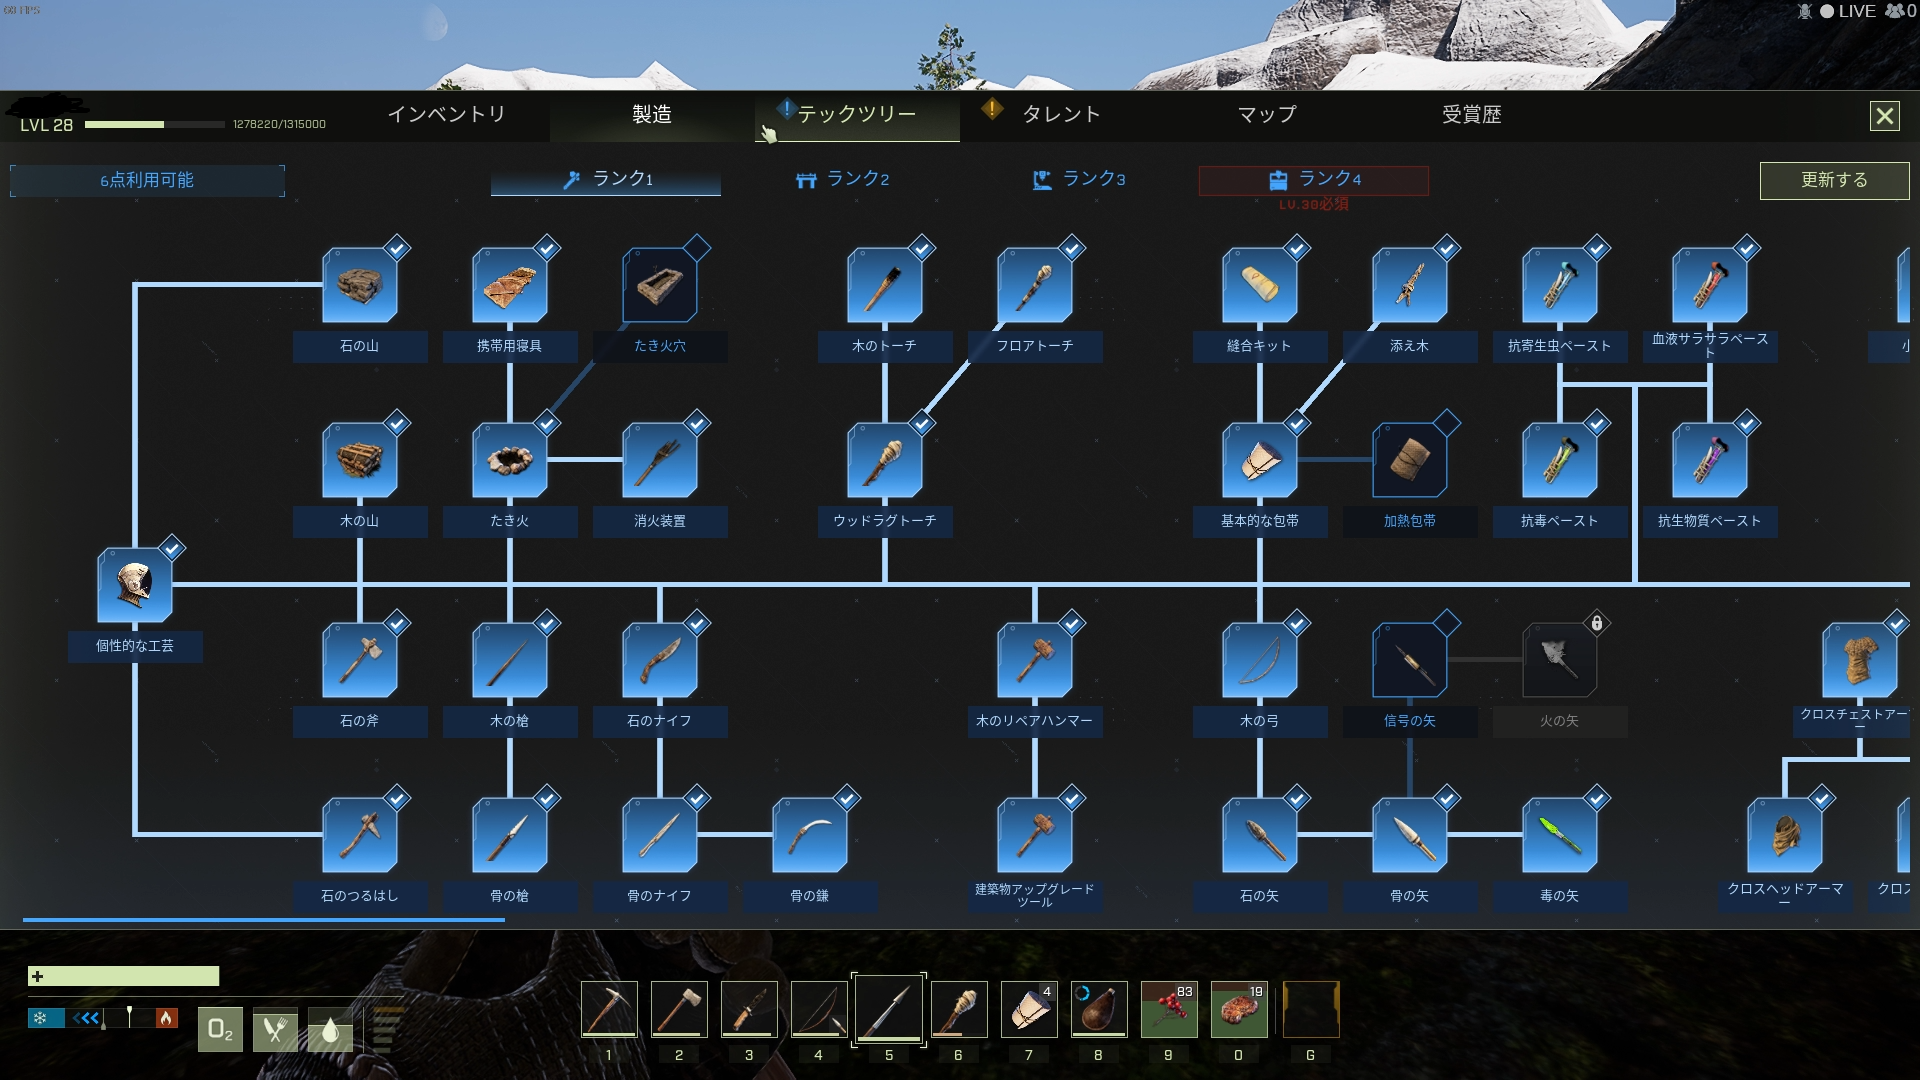 60 FPS
LIVE 0
LVL 28
1278220/1315000
インベントリ
製造
テックツリー
タレント
マップ
受賞歴
6点利用可能
ランク1
ランク2
ランク3
ランク4
LV.30必須
更新する
石の山
携帯用寝具
たき火穴
木のトーチ
フロアトーチ
縫合キット
添え木
抗寄生虫ペースト
血液サラサラペース
ト
小
木の山
たき火
消火装置
ウッドラグトーチ
基本的な包帯
加熱包帯
抗毒ペースト
抗生物質ペースト
個性的な工芸
石の斧
木の槍
石のナイフ
木のリペアハンマー
木の弓
信号の矢
火の矢
クロスチェストアー
ー
石のつるはし
骨の槍
骨のナイフ
骨の鎌
建築物アップグレード
ツール
石の矢
骨の矢
毒の矢
クロスヘッドアーマ
ー
クロス
O₂
4
83
19
1
2
3
4
5
6
7
8
9
0
G